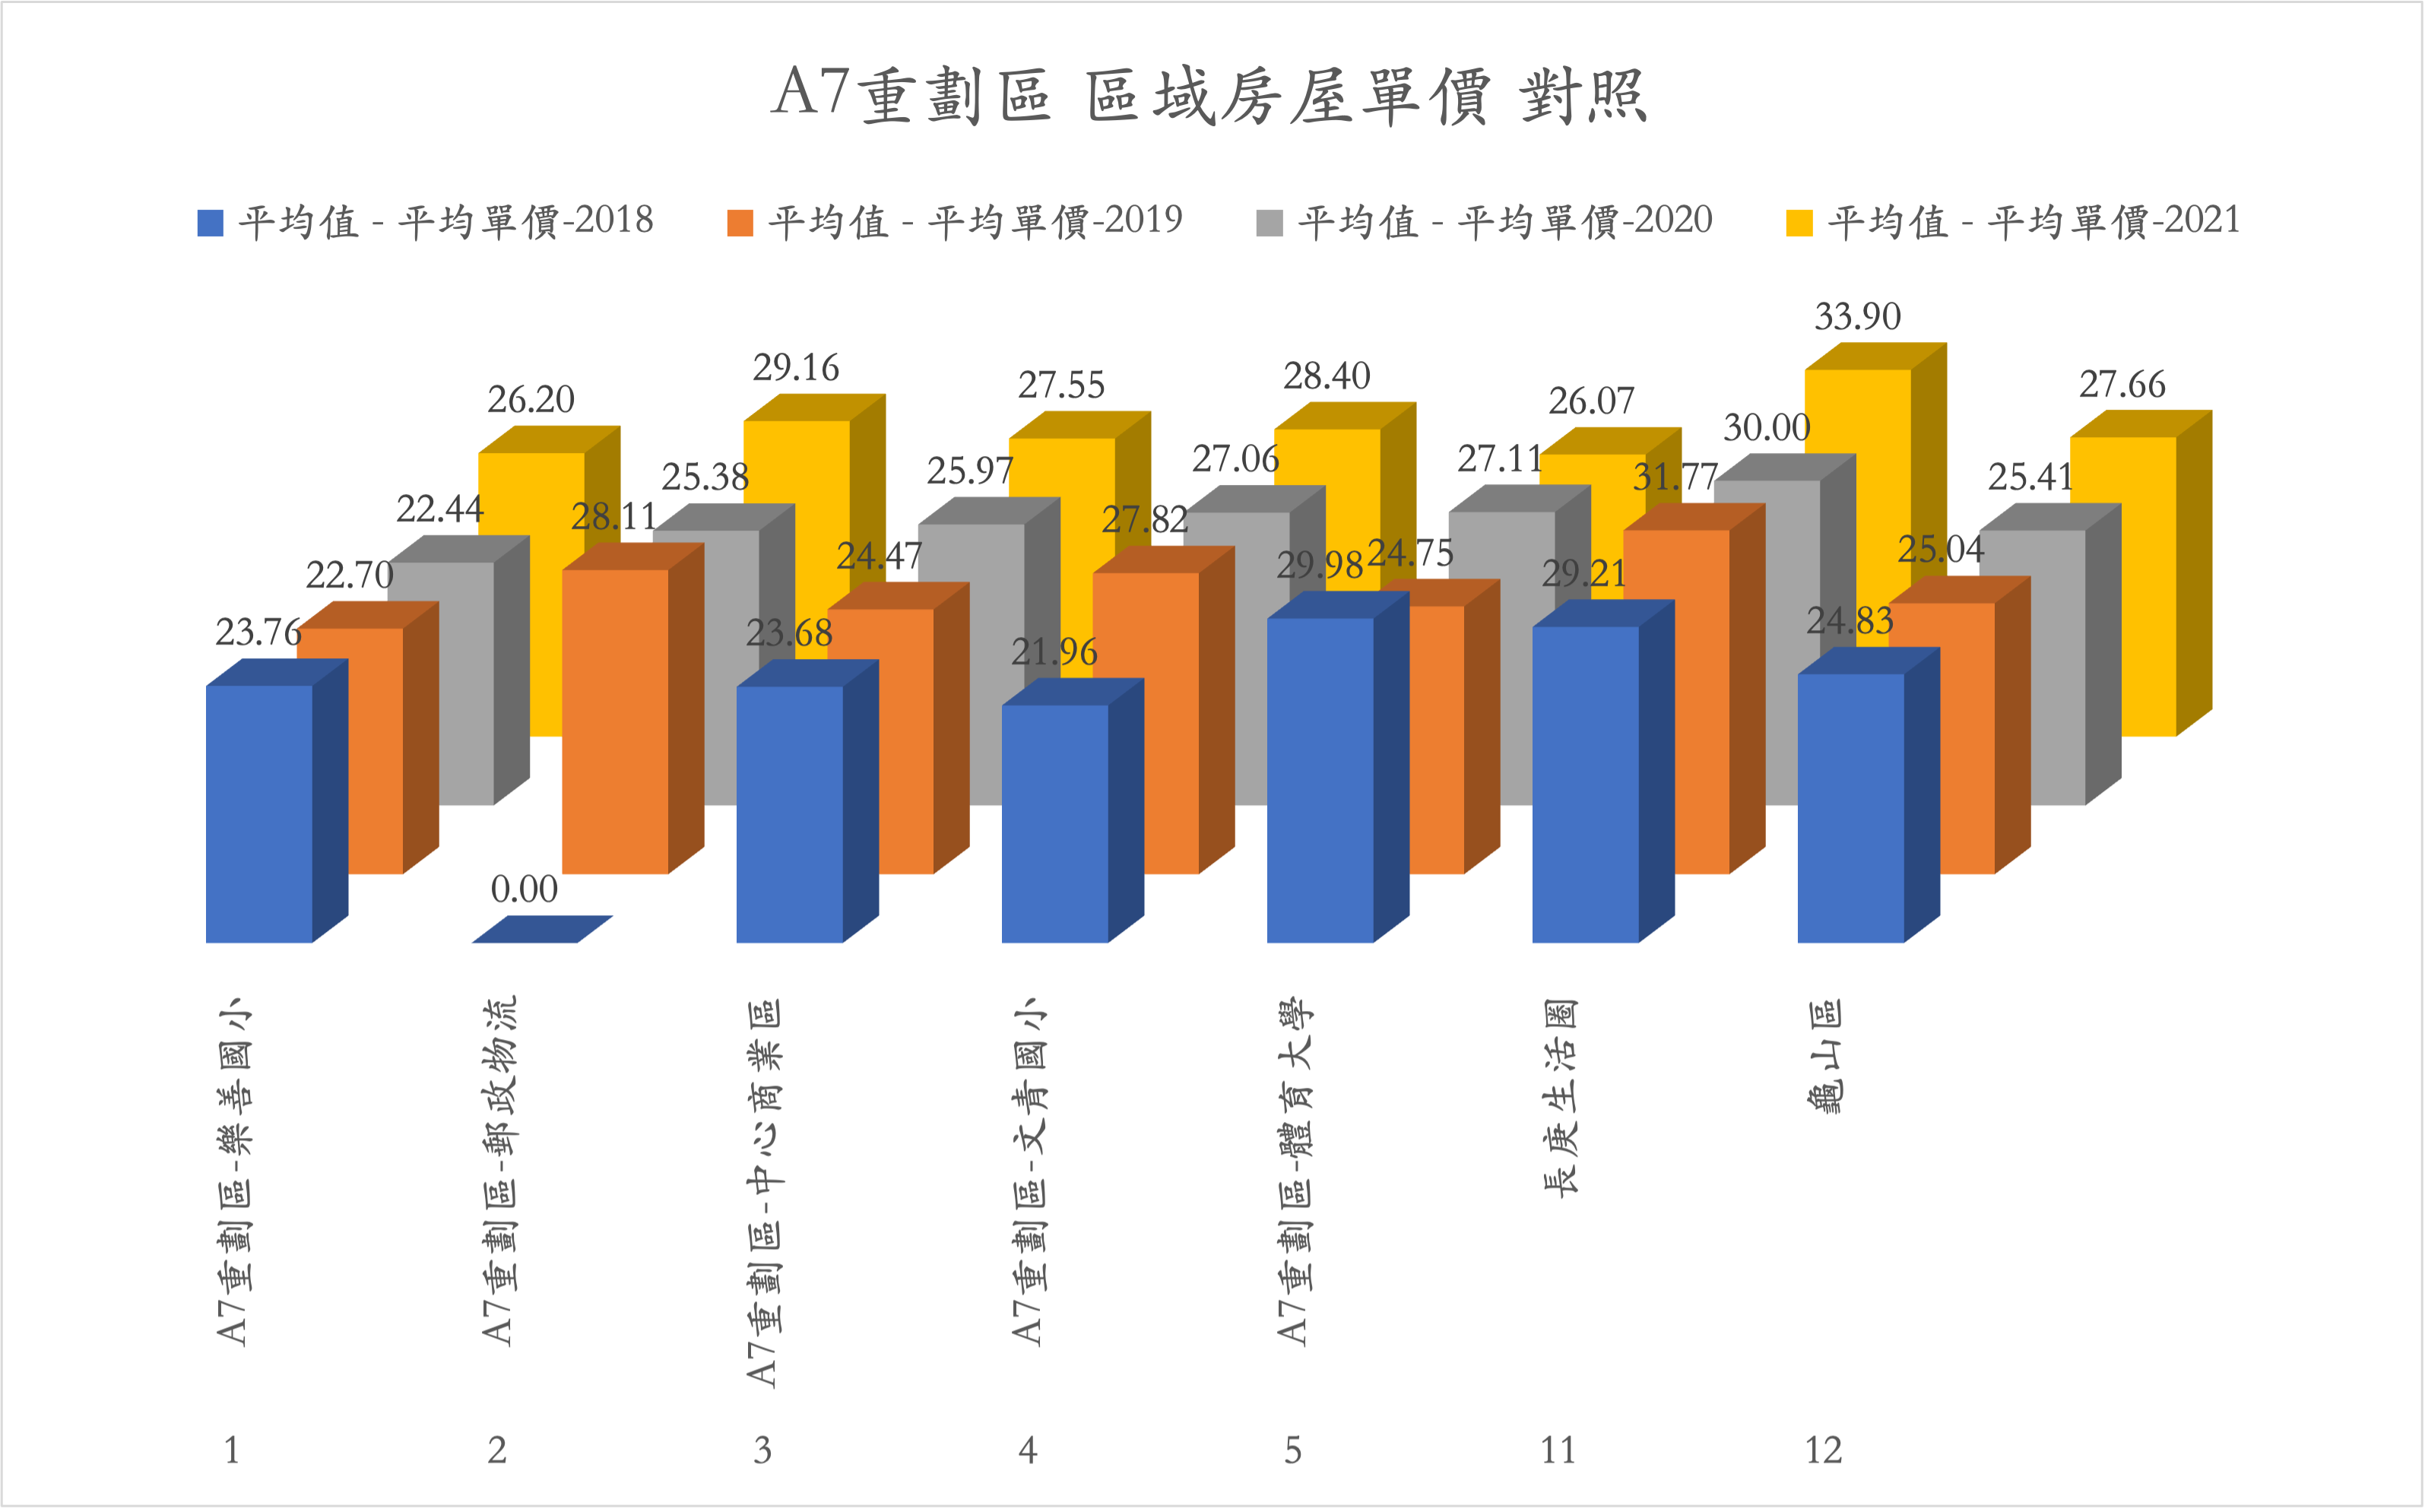 A7重劃區 區域房屋單價 對照
平均值 - 平均單價-2018 平均值 - 平均單價-2019 平均值 - 平均單價-2020 平均值 - 平均單價-2021
33.90
29.16
28.40
27.55
27.66
26.20
26.07
30.00
25.38
25.97
27.06
27.11
31.77
25.41
22.44
28.11
27.82
22.70
24.47
24.75
25.04
29.98
29.21
23.76
23.68
21.96
24.83
0.00
A7重劃區-樂善國小
A7重劃區-郵政物流
A7重劃區-中心商業區
A7重劃區-文青國小
A7重劃區-體育大學
長庚生活圈
龜山區
1 2 3 4 5 11 12